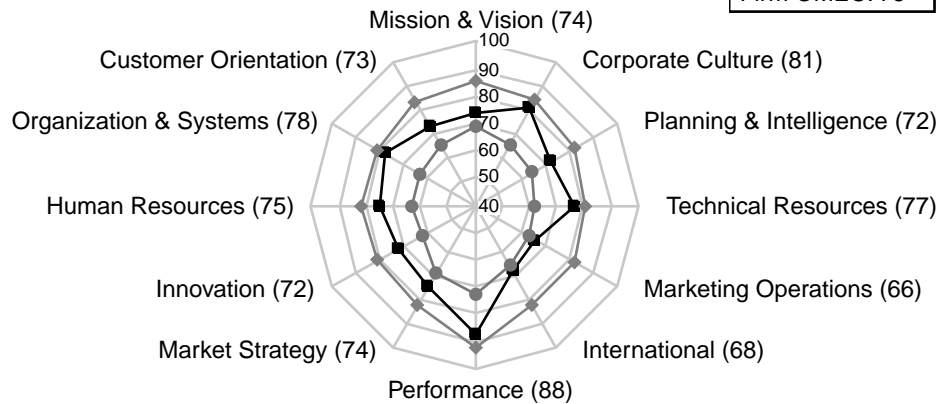 Mission & Vision (74)
Customer Orientation (73)
Corporate Culture (81)
Organization & Systems (78)
Planning & Intelligence (72)
Human Resources (75)
Technical Resources (77)
Innovation (72)
Marketing Operations (66)
Market Strategy (74)
International (68)
Performance (88)
100
90
80
70
60
50
40